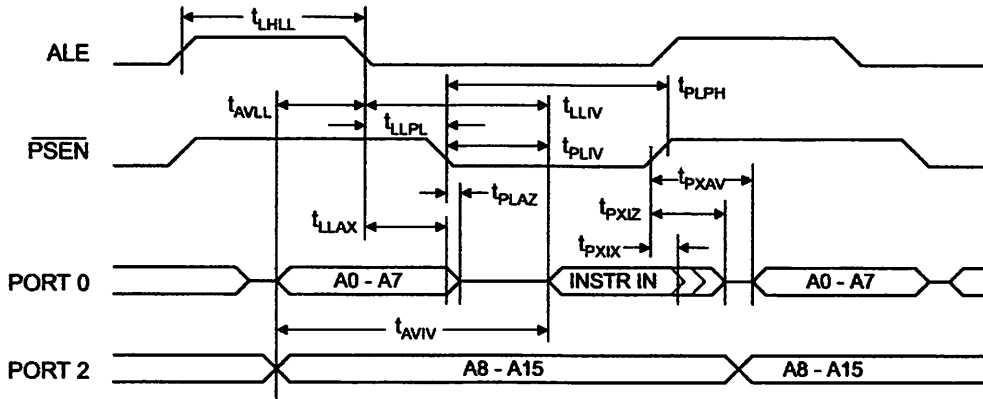 tLHLL
ALE
tPLPH
tAVLL
tLLIV
tLLPL
PSEN
tPLIV
tPXAV
tPLAZ
tPXIZ
tLLAX
tPXIX
PORT 0
A0 - A7
INSTR IN
A0 - A7
tAVIV
PORT 2
A8 - A15
A8 - A15